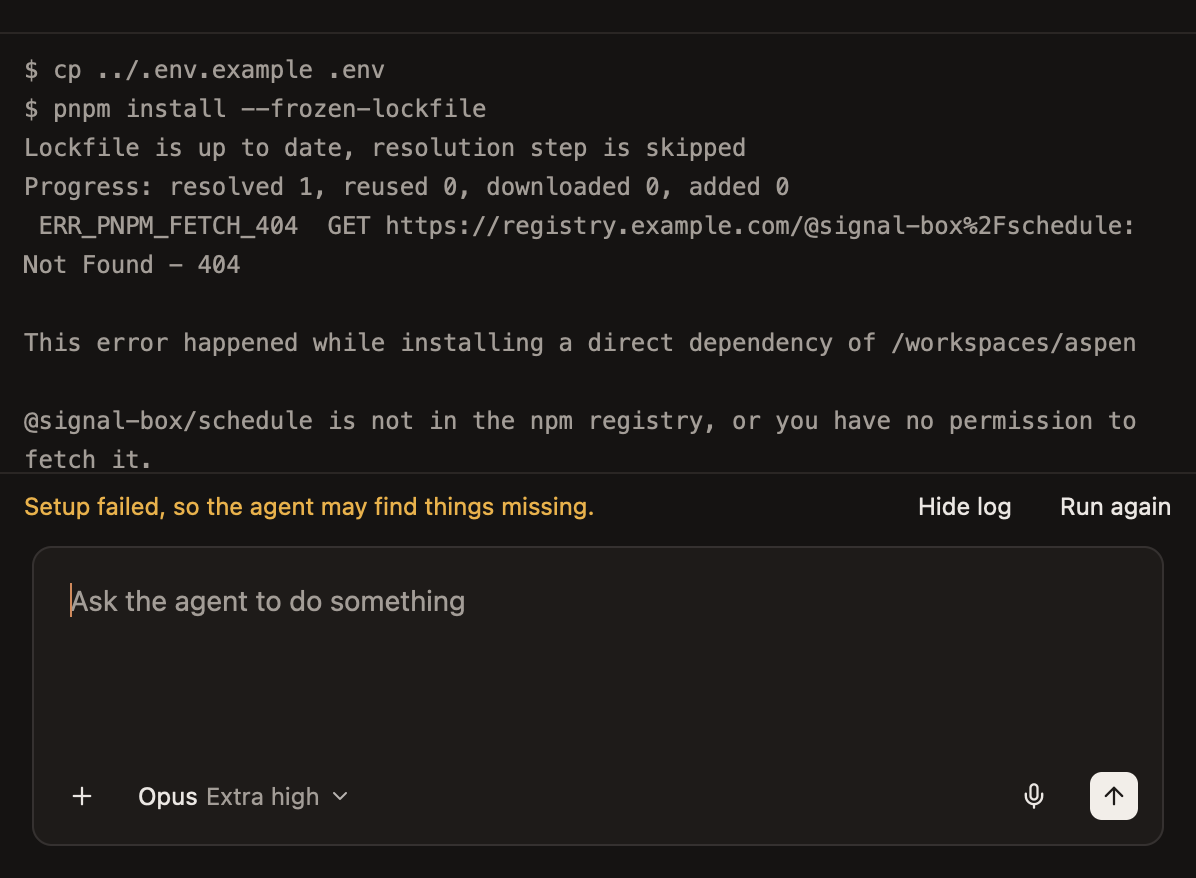 $ cp ../.env.example .env
$ pnpm install --frozen-lockfile
Lockfile is up to date, resolution step is skipped
Progress: resolved 1, reused 0, downloaded 0, added 0
ERR_PNPM_FETCH_404  GET https://registry.example.com/@signal-box%2Fschedule:
Not Found - 404
This error happened while installing a direct dependency of /workspaces/aspen
@signal-box/schedule is not in the npm registry, or you have no permission to
fetch it.
Setup failed, so the agent may find things missing. Hide log Run again
Ask the agent to do something
Opus Extra high